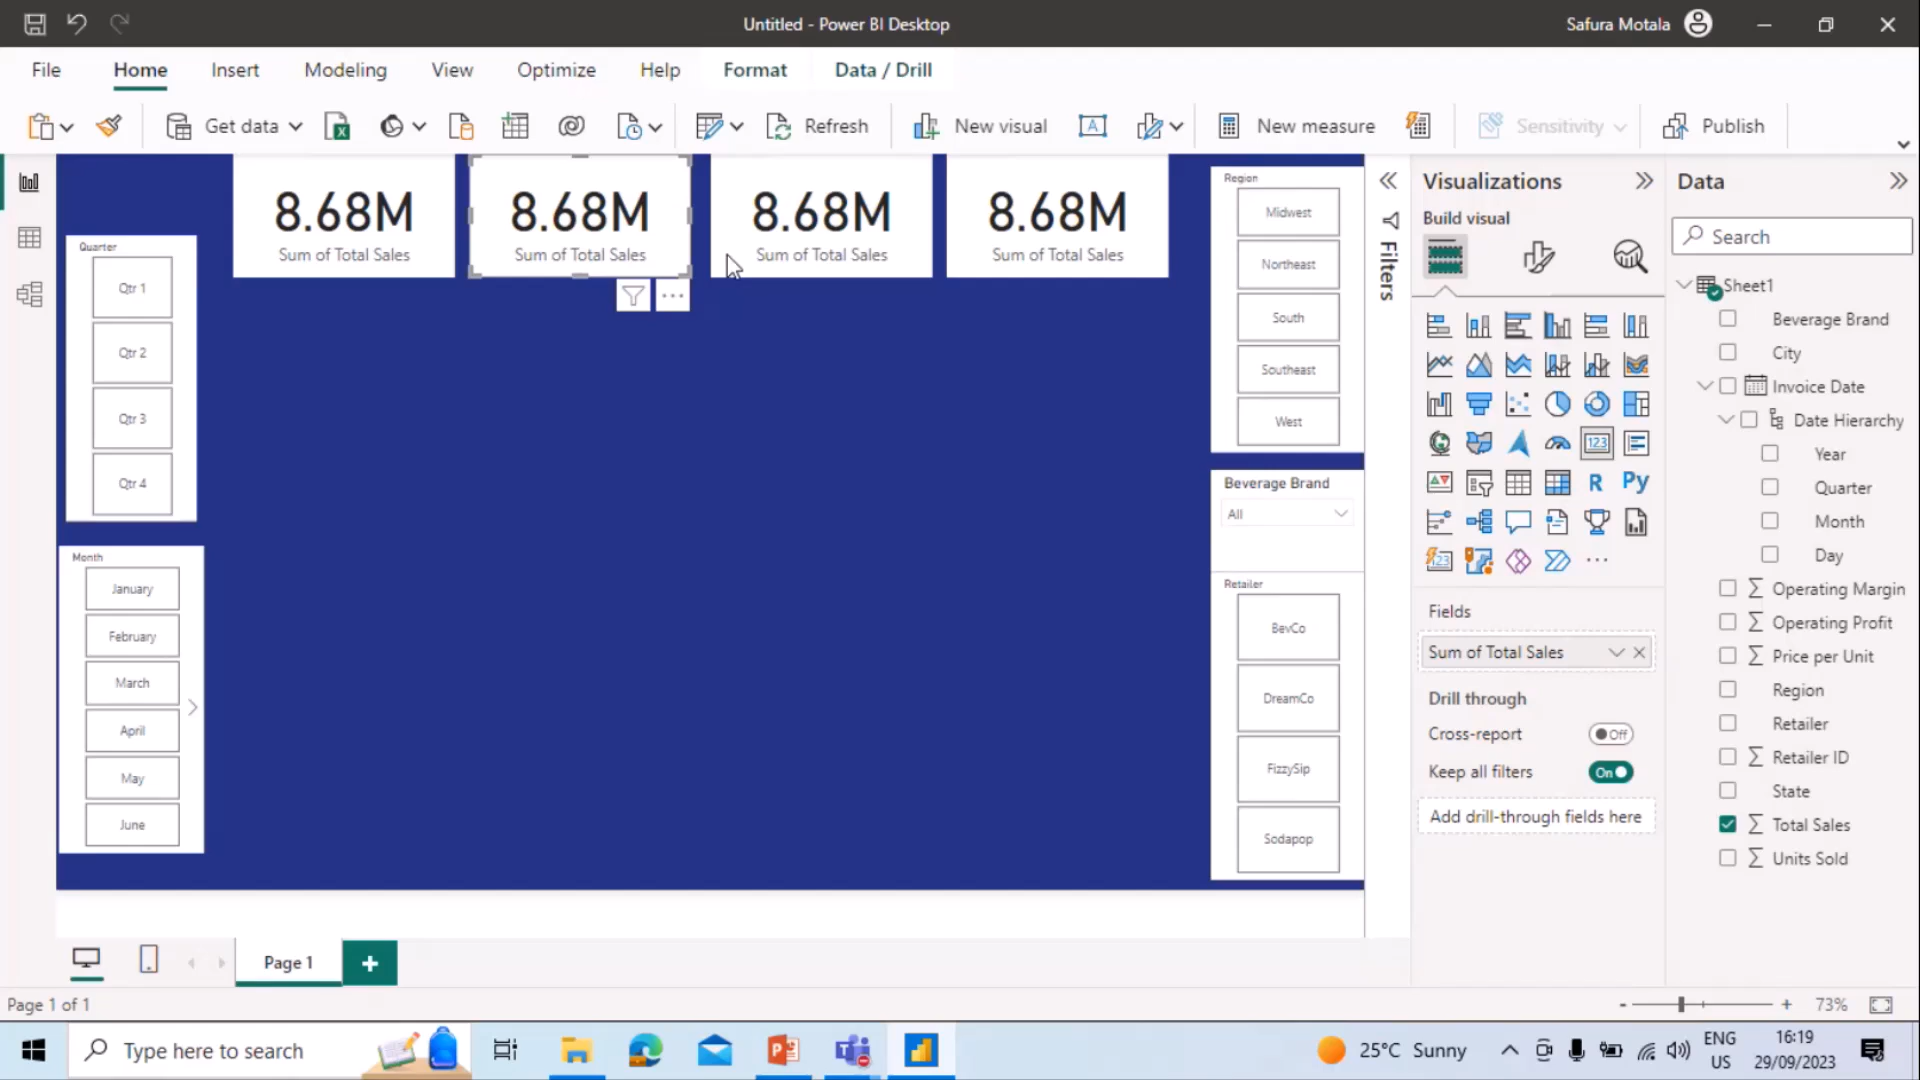 Untitled - Power BI Desktop
Safura Motala
File Home Insert Modeling View Optimize Help Format Data / Drill
Get data Refresh New visual New measure Sensitivity Publish
8.68M
Sum of Total Sales
8.68M
Sum of Total Sales
8.68M
Sum of Total Sales
8.68M
Sum of Total Sales
Quarter
Qtr 1
Qtr 2
Qtr 3
Qtr 4
Month
January
February
March
April
May
June
Region
Midwest
Northeast
South
Southeast
West
Beverage Brand
All
Retailer
BevCo
DreamCo
FizzySip
Sodapop
Filters
Visualizations
Build visual
123
R
Py
123
Fields
Sum of Total Sales
Drill through
Cross-report
Off
Keep all filters
On
Add drill-through fields here
Data
Search
Sheet1
Beverage Brand
City
Invoice Date
Date Hierarchy
Year
Quarter
Month
Day
Operating Margin
Operating Profit
Price per Unit
Region
Retailer
Retailer ID
State
Total Sales
Units Sold
Page 1
Page 1 of 1
- + 73%
Type here to search
25°C Sunny
ENG
US
16:19
29/09/2023